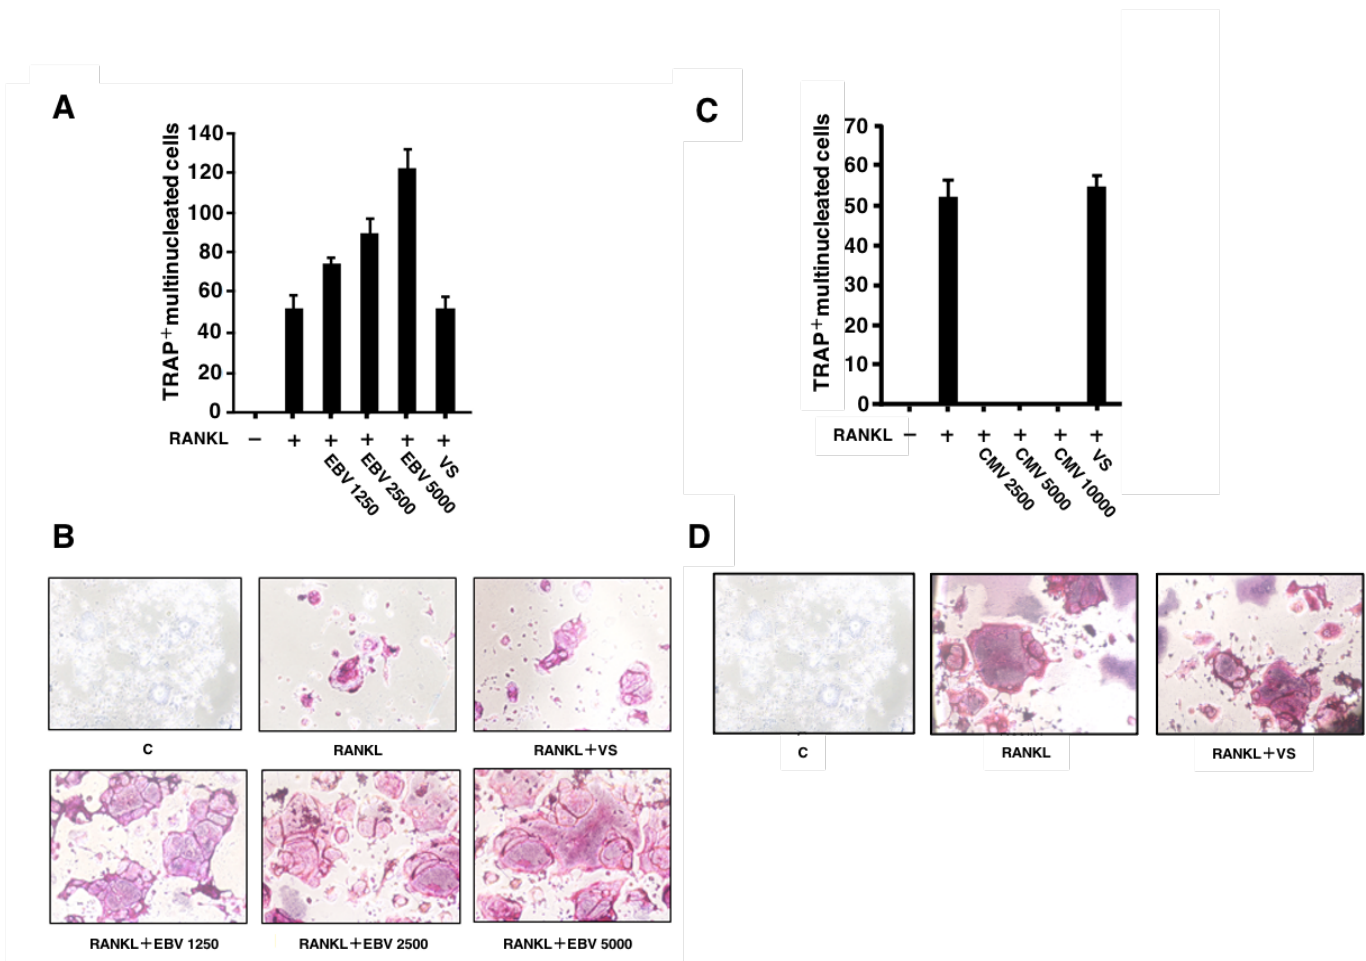 A
TRAP+multinucleated cells
140
120
100
80
60
40
20
0
RANKL − + + + + +
EBV 1250
EBV 2500
EBV 5000
VS
C
TRAP+multinucleated cells
70
60
50
40
30
20
10
0
RANKL − + + + + +
CMV 2500
CMV 5000
CMV 10000
VS
B
C
RANKL
RANKL+VS
RANKL+EBV 1250
RANKL+EBV 2500
RANKL+EBV 5000
D
C
RANKL
RANKL+VS